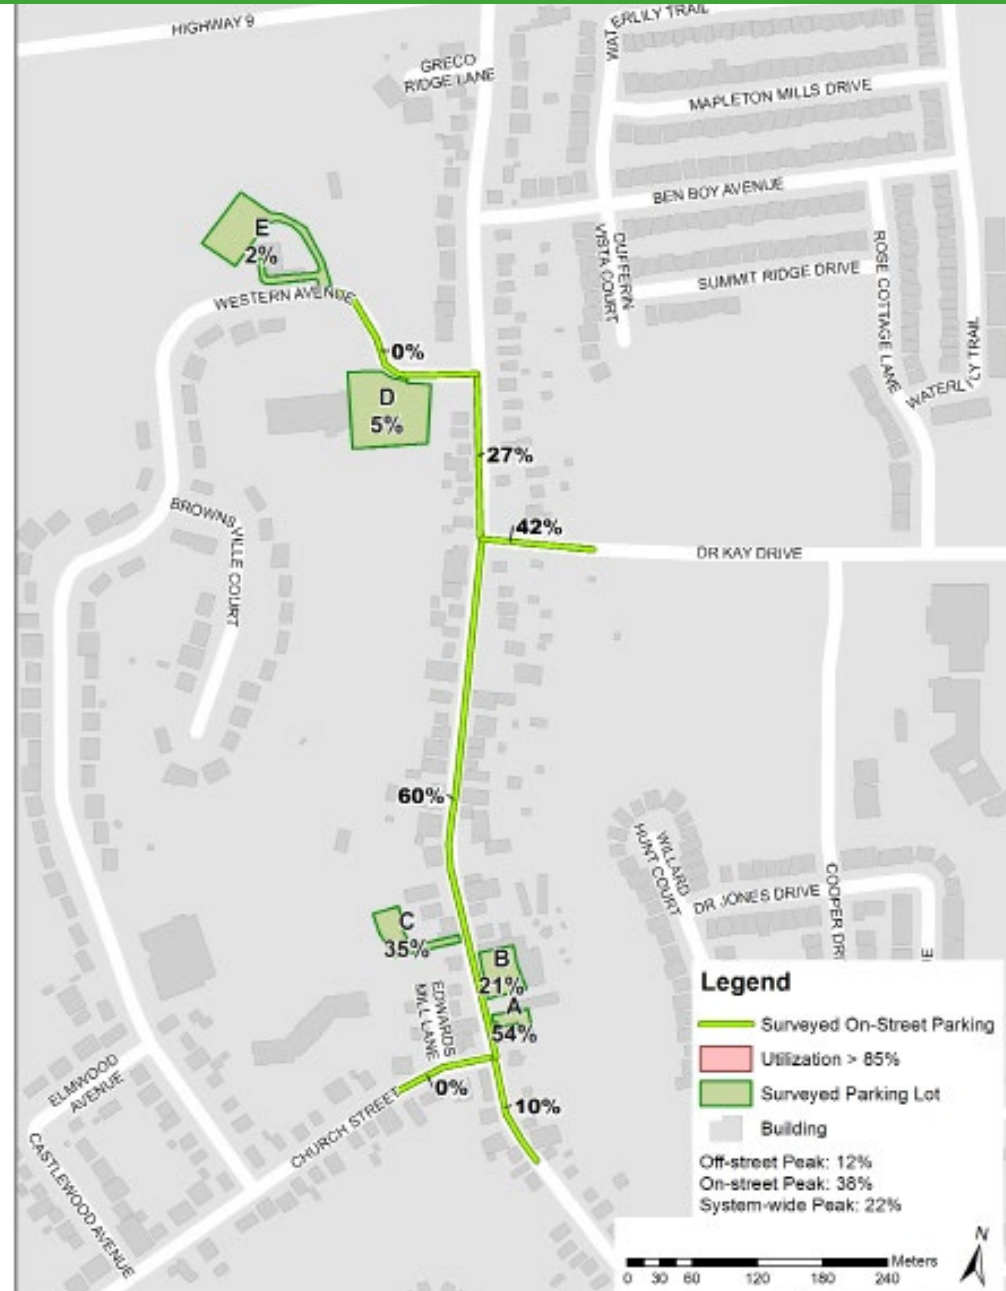 HIGHWAY 9
ERLILY TRAIL
WAT
GRECO
RIDGE LANE
MAPLETON MILLS DRIVE
BEN BOY AVENUE
DUFFERIN
VISTA COURT
SUMMIT RIDGE DRIVE
ROSE COTTAGE LANE
WATERLILY TRAIL
E
2%
WESTERN AVENUE
0%
D
5%
27%
42%
DR KAY DRIVE
BROWNSVILLE COURT
60%
WILLARD
HUNT COURT
DR JONES DRIVE
COOPER DRI
C
35%
B
21%
A
54%
EDWARDS
MILL LANE
0%
10%
CHURCH STREET
ELMWOOD
AVENUE
CASTLEWOOD AVENUE
Legend
Surveyed On-Street Parking
Utilization > 85%
Surveyed Parking Lot
Building
Off-street Peak: 12%
On-street Peak: 38%
System-wide Peak: 22%
N
Meters
0 30 60 120 180 240